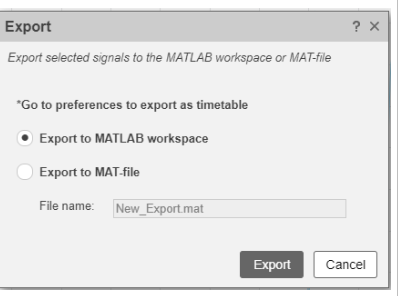 Export ? ×
Export selected signals to the MATLAB workspace or MAT-file
*Go to preferences to export as timetable
Export to MATLAB workspace
Export to MAT-file
File name: New_Export.mat
Export Cancel